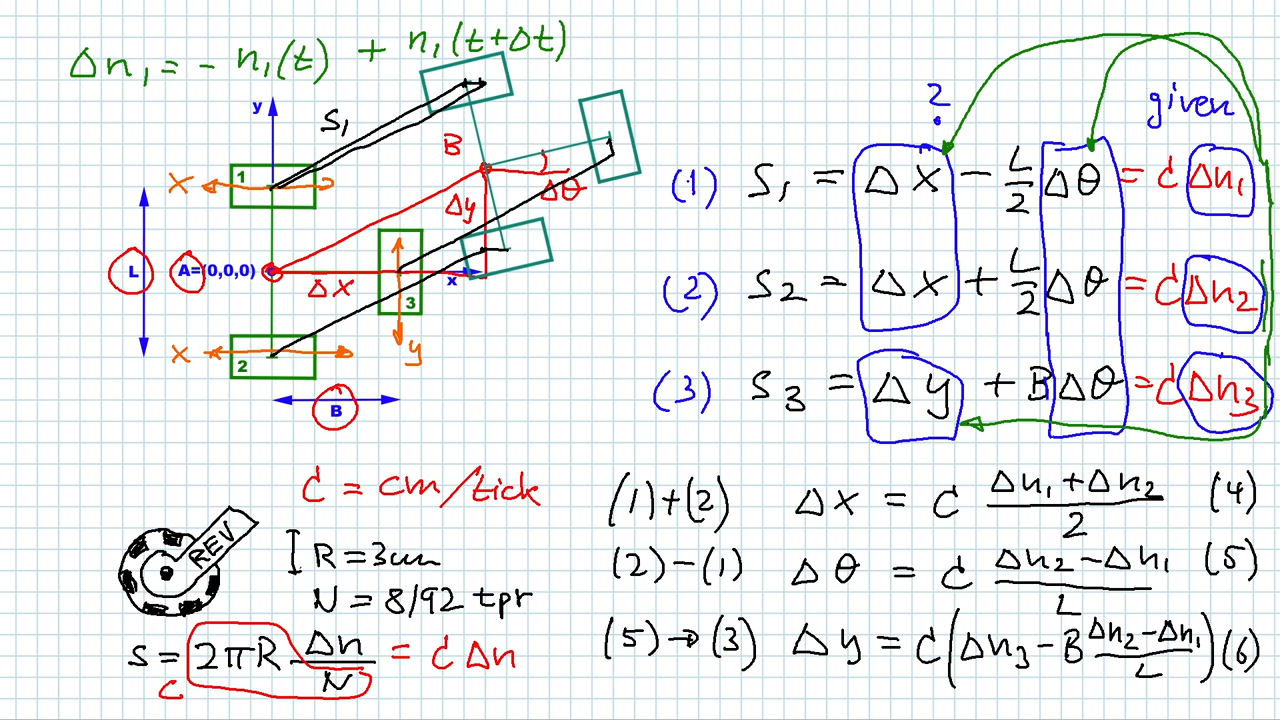 Δn₁ = - n₁(t) + n₁(t+Δt)
y
S₁
1
X
B
Δθ
Δy
L
A=(0,0,0)
ΔX
x
3
X
2
y
B
?
given
(1) S₁ = ΔX - L/2 Δθ = c Δn₁
(2) S₂ = ΔX + L/2 Δθ = c Δn₂
(3) S₃ = Δy + B Δθ = c Δn₃
c = cm/tick
REV
R = 3cm
N = 8192 tpr
S = 2πR Δn/N = c Δn
c
(1)+(2) ΔX = c (Δn₁+Δn₂)/2 (4)
(2)-(1) Δθ = c (Δn₂-Δn₁)/L (5)
(5)→(3) Δy = c(Δn₃ - B (Δn₂-Δn₁)/L) (6)